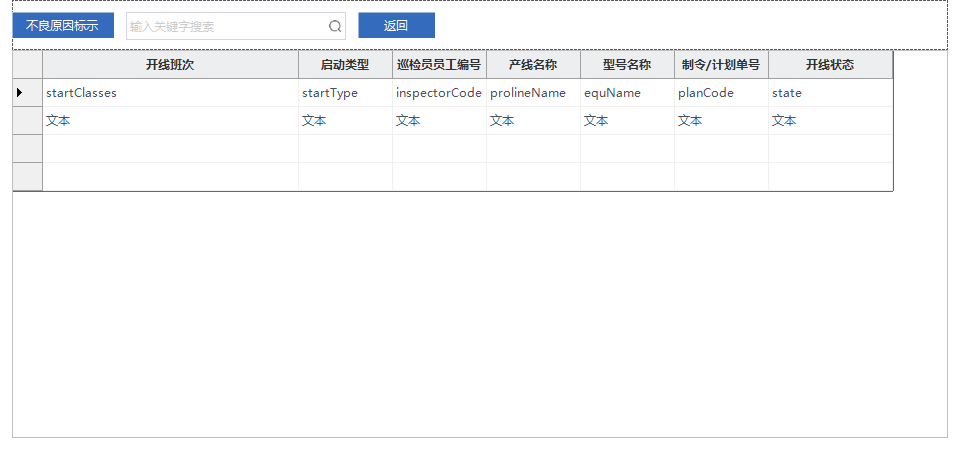 不良原因标示 输入关键字搜索 返回
开线班次 启动类型 巡检员员工编号 产线名称 型号名称 制令/计划单号 开线状态
startClasses startType inspectorCode prolineName equName planCode state
文本 文本 文本 文本 文本 文本 文本